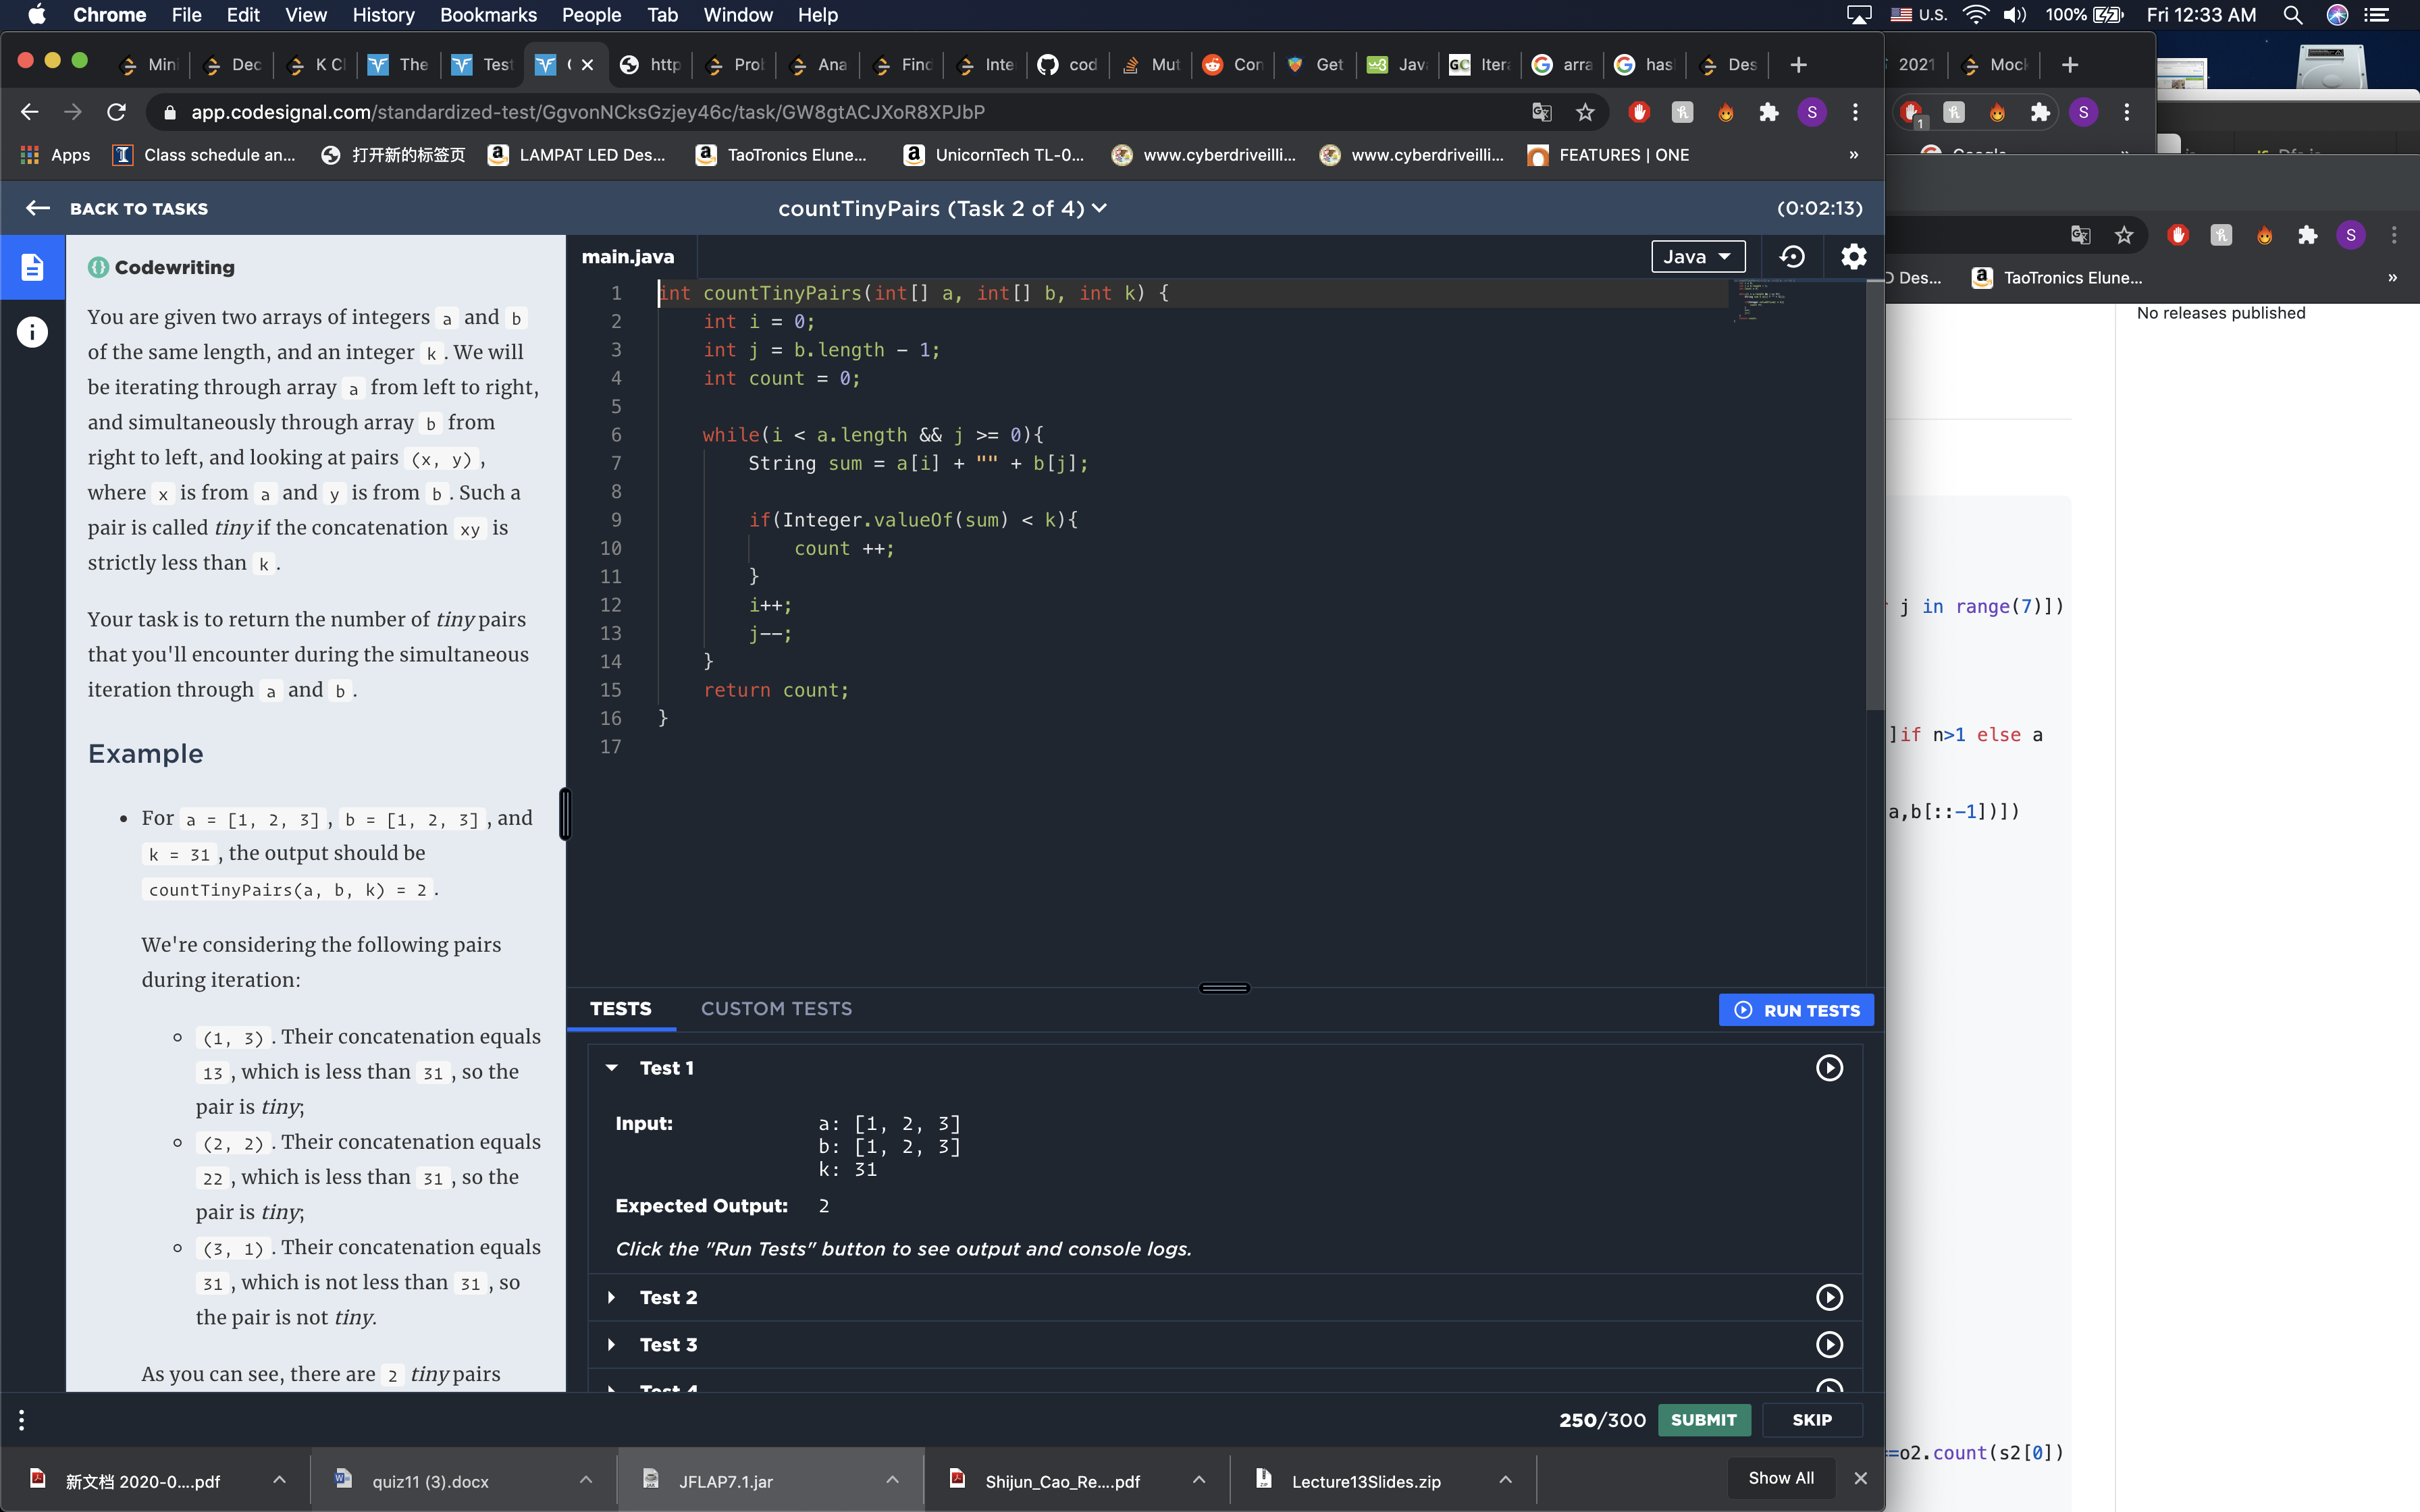 Chrome File Edit View History Bookmarks People Tab Window Help
U.S. 100% Fri 12:33 AM
Mini Dec K Cl The Test ( http Prol Ana Find Inte cod Mut Con Get Java Itera arra has Des
2021 Mock
app.codesignal.com/standardized-test/GgvonNCksGzjey46c/task/GW8gtACJXoR8XPJbP
S
1
S
Apps Class schedule an... 打开新的标签页 LAMPAT LED Des... TaoTronics Elune... UnicornTech TL-0... www.cyberdriveilli... www.cyberdriveilli... FEATURES | ONE »
BACK TO TASKS
countTinyPairs (Task 2 of 4)
(0:02:13)
Codewriting
You are given two arrays of integers a and b
of the same length, and an integer k. We will
be iterating through array a from left to right,
and simultaneously through array b from
right to left, and looking at pairs (x, y),
where x is from a and y is from b. Such a
pair is called tiny if the concatenation xy is
strictly less than k.
Your task is to return the number of tiny pairs
that you'll encounter during the simultaneous
iteration through a and b.
Example
• For a = [1, 2, 3], b = [1, 2, 3], and
k = 31, the output should be
countTinyPairs(a, b, k) = 2.
We're considering the following pairs
during iteration:
(1, 3). Their concatenation equals
13, which is less than 31, so the
pair is tiny;
(2, 2). Their concatenation equals
22, which is less than 31, so the
pair is tiny;
(3, 1). Their concatenation equals
31, which is not less than 31, so
the pair is not tiny.
As you can see, there are 2 tiny pairs
main.java
Java
1 int countTinyPairs(int[] a, int[] b, int k) {
2 int i = 0;
3 int j = b.length - 1;
4 int count = 0;
5
6 while(i < a.length && j >= 0){
7 String sum = a[i] + "" + b[j];
8
9 if(Integer.valueOf(sum) < k){
10 count ++;
11 }
12 i++;
13 j--;
14 }
15 return count;
16 }
17
TESTS CUSTOM TESTS
RUN TESTS
Test 1
Input: a: [1, 2, 3]
b: [1, 2, 3]
k: 31
Expected Output: 2
Click the "Run Tests" button to see output and console logs.
Test 2
Test 3
Test 4
250/300 SUBMIT SKIP
S
Des... TaoTronics Elune... »
No releases published
j in range(7)])
]if n>1 else a
a,b[::-1])])
=o2.count(s2[0])
新文档 2020-0....pdf quiz11 (3).docx JFLAP7.1.jar Shijun_Cao_Re....pdf Lecture13Slides.zip Show All